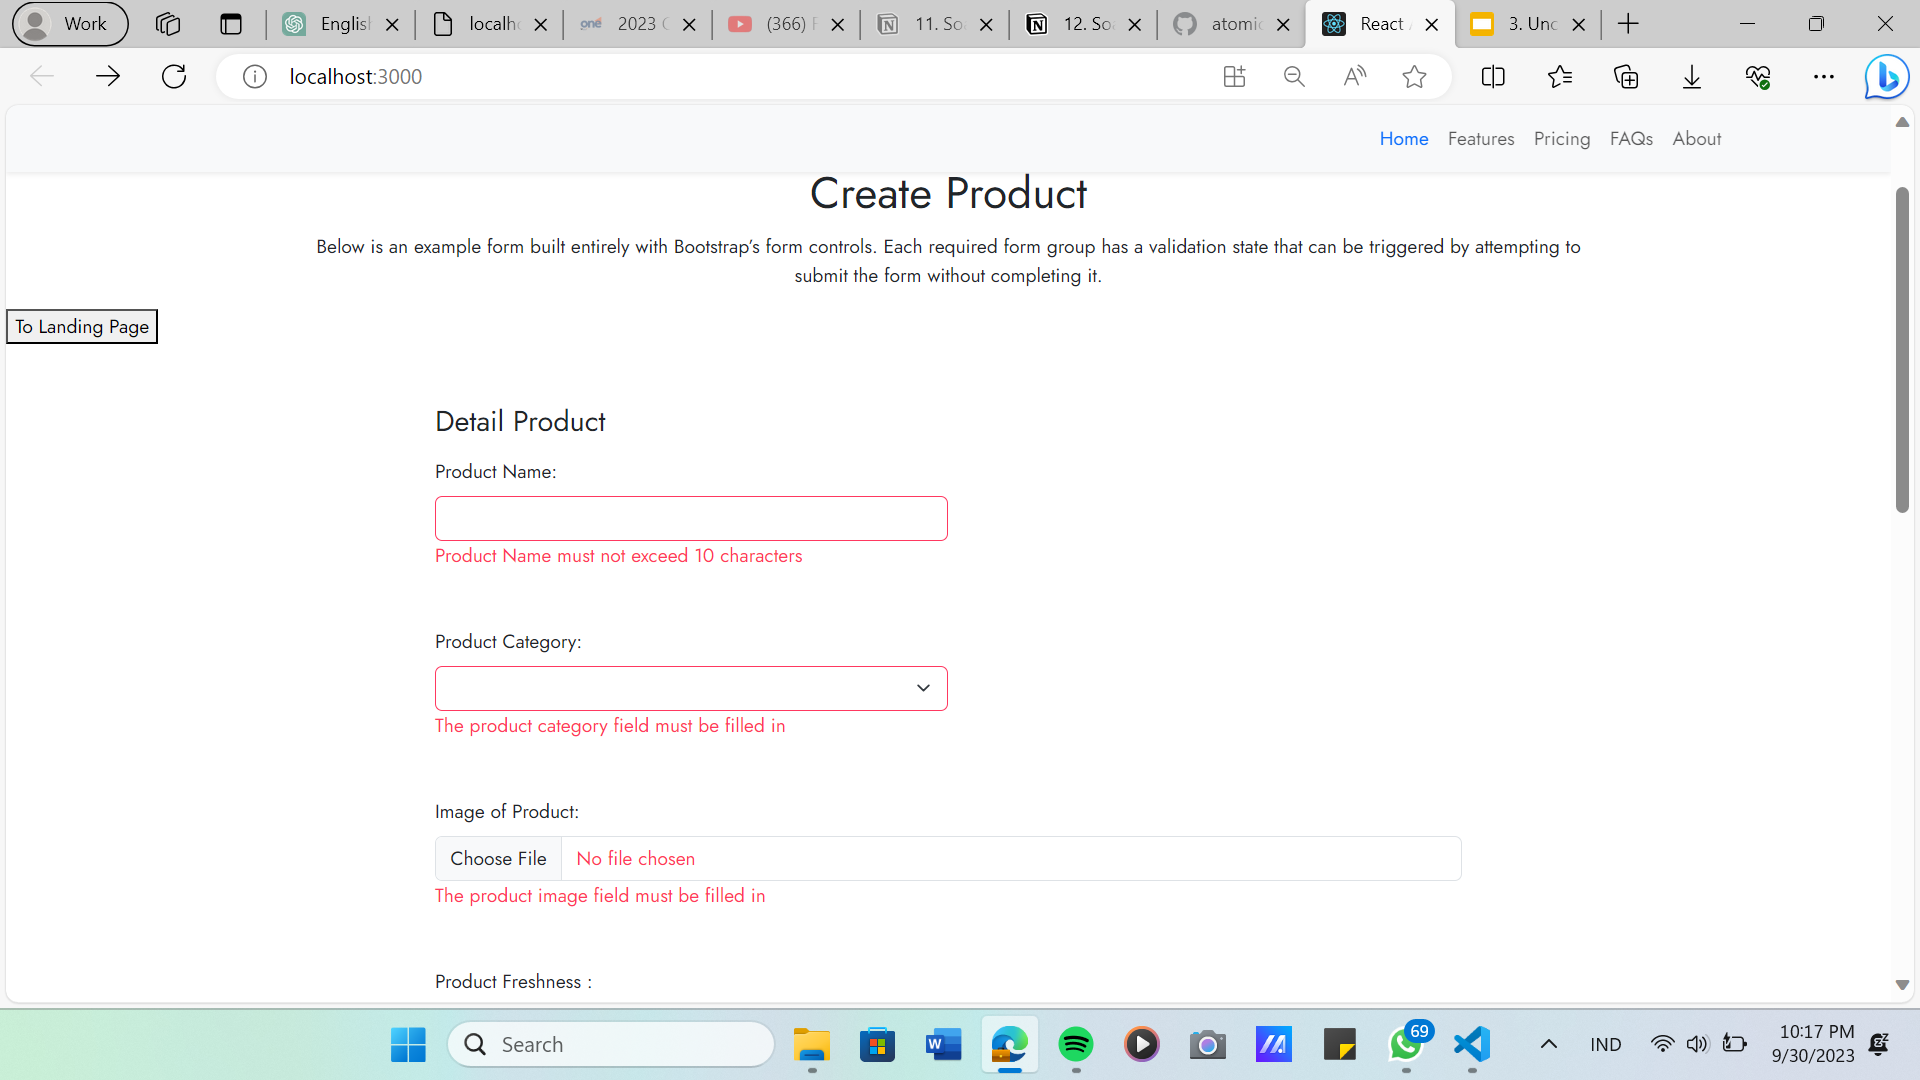 Work
English
localho
one 2023 C
(366) F
11. So
12. So
atomic
React A
3. Unc
localhost:3000
Home Features Pricing FAQs About
Create Product
Below is an example form built entirely with Bootstrap’s form controls. Each required form group has a validation state that can be triggered by attempting to
submit the form without completing it.
To Landing Page
Detail Product
Product Name:
Product Name must not exceed 10 characters
Product Category:
The product category field must be filled in
Image of Product:
Choose File No file chosen
The product image field must be filled in
Product Freshness :
Search
69
IND
10:17 PM
9/30/2023